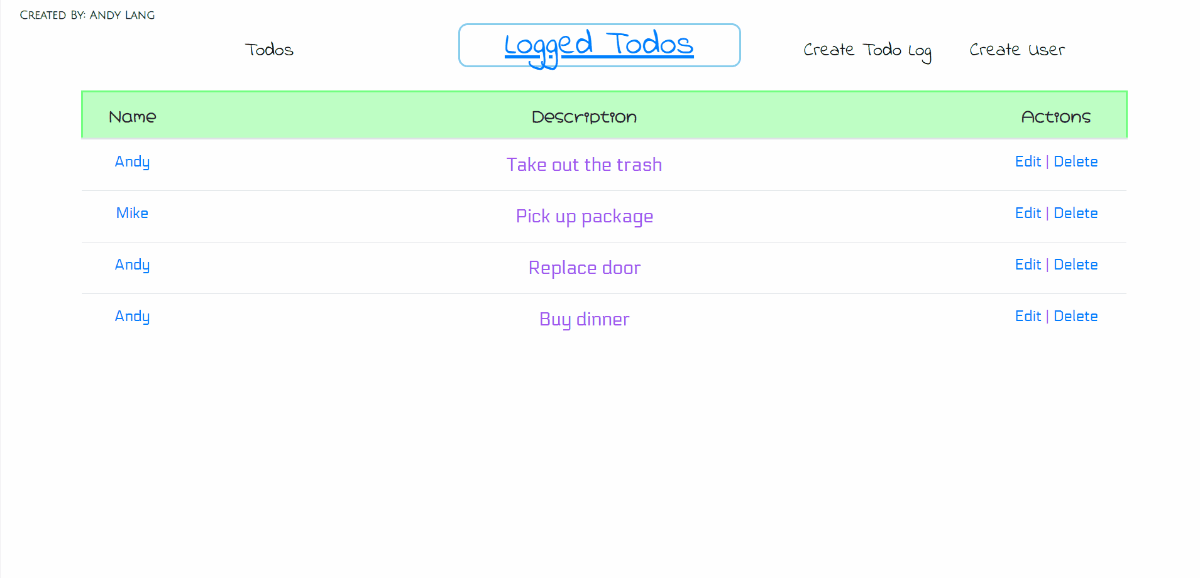 Created By: Andy Lang
Todos Logged Todos Create Todo Log Create User
Name Description Actions
Andy Take out the trash Edit | Delete
Mike Pick up package Edit | Delete
Andy Replace door Edit | Delete
Andy Buy dinner Edit | Delete